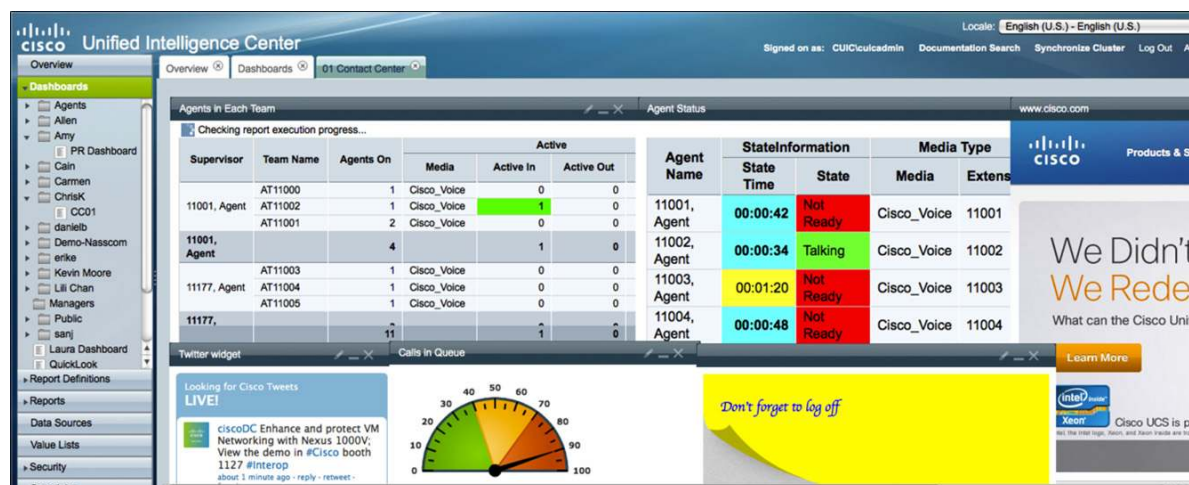 Locale: English (U.S.) - English (U.S.)
CISCO Unified Intelligence Center
Signed on as: CUIC\cuicadmin Documentation Search Synchronize Cluster Log Out
Overview
Overview Dashboards 01 Contact Center
Dashboards
Agents
Allen
Amy
PR Dashboard
Cain
Carmen
ChrisK
CC01
danielb
Demo-Nasscom
erike
Kevin Moore
Lili Chan
Managers
Public
sanj
Laura Dashboard
QuickLook
Report Definitions
Reports
Data Sources
Value Lists
Security
Agents in Each Team
Checking report execution progress...
Active
Supervisor Team Name Agents On Media Active In Active Out
AT11000 1 Cisco_Voice 0 0
11001, Agent AT11002 1 Cisco_Voice 1 0
AT11001 2 Cisco_Voice 0 0
11001, Agent 4 1 0
AT11003 1 Cisco_Voice 0 0
11177, Agent AT11004 1 Cisco_Voice 0 0
AT11005 1 Cisco_Voice 0 0
11177,
11 1 0
Agent Status
StateInformation Media Type
Agent Name State Time State Media Extens
11001, Agent 00:00:42 Not Ready Cisco_Voice 11001
11002, Agent 00:00:34 Talking Cisco_Voice 11002
11003, Agent 00:01:20 Not Ready Cisco_Voice 11003
11004, Agent 00:00:48 Not Ready Cisco_Voice 11004
www.cisco.com
CISCO Products & S
We Didn't
We Rede
What can the Cisco Uni
Learn More
intel inside
Xeon
Cisco UCS is p
Twitter widget
Looking for Cisco Tweets
LIVE!
ciscoDC Enhance and protect VM
Networking with Nexus 1000V;
View the demo in #Cisco booth
1127 #Interop
about 1 minute ago - reply - retweet -
Calls in Queue
0 10 20 30 40 50 60 70 80 90 100
Don't forget to log off